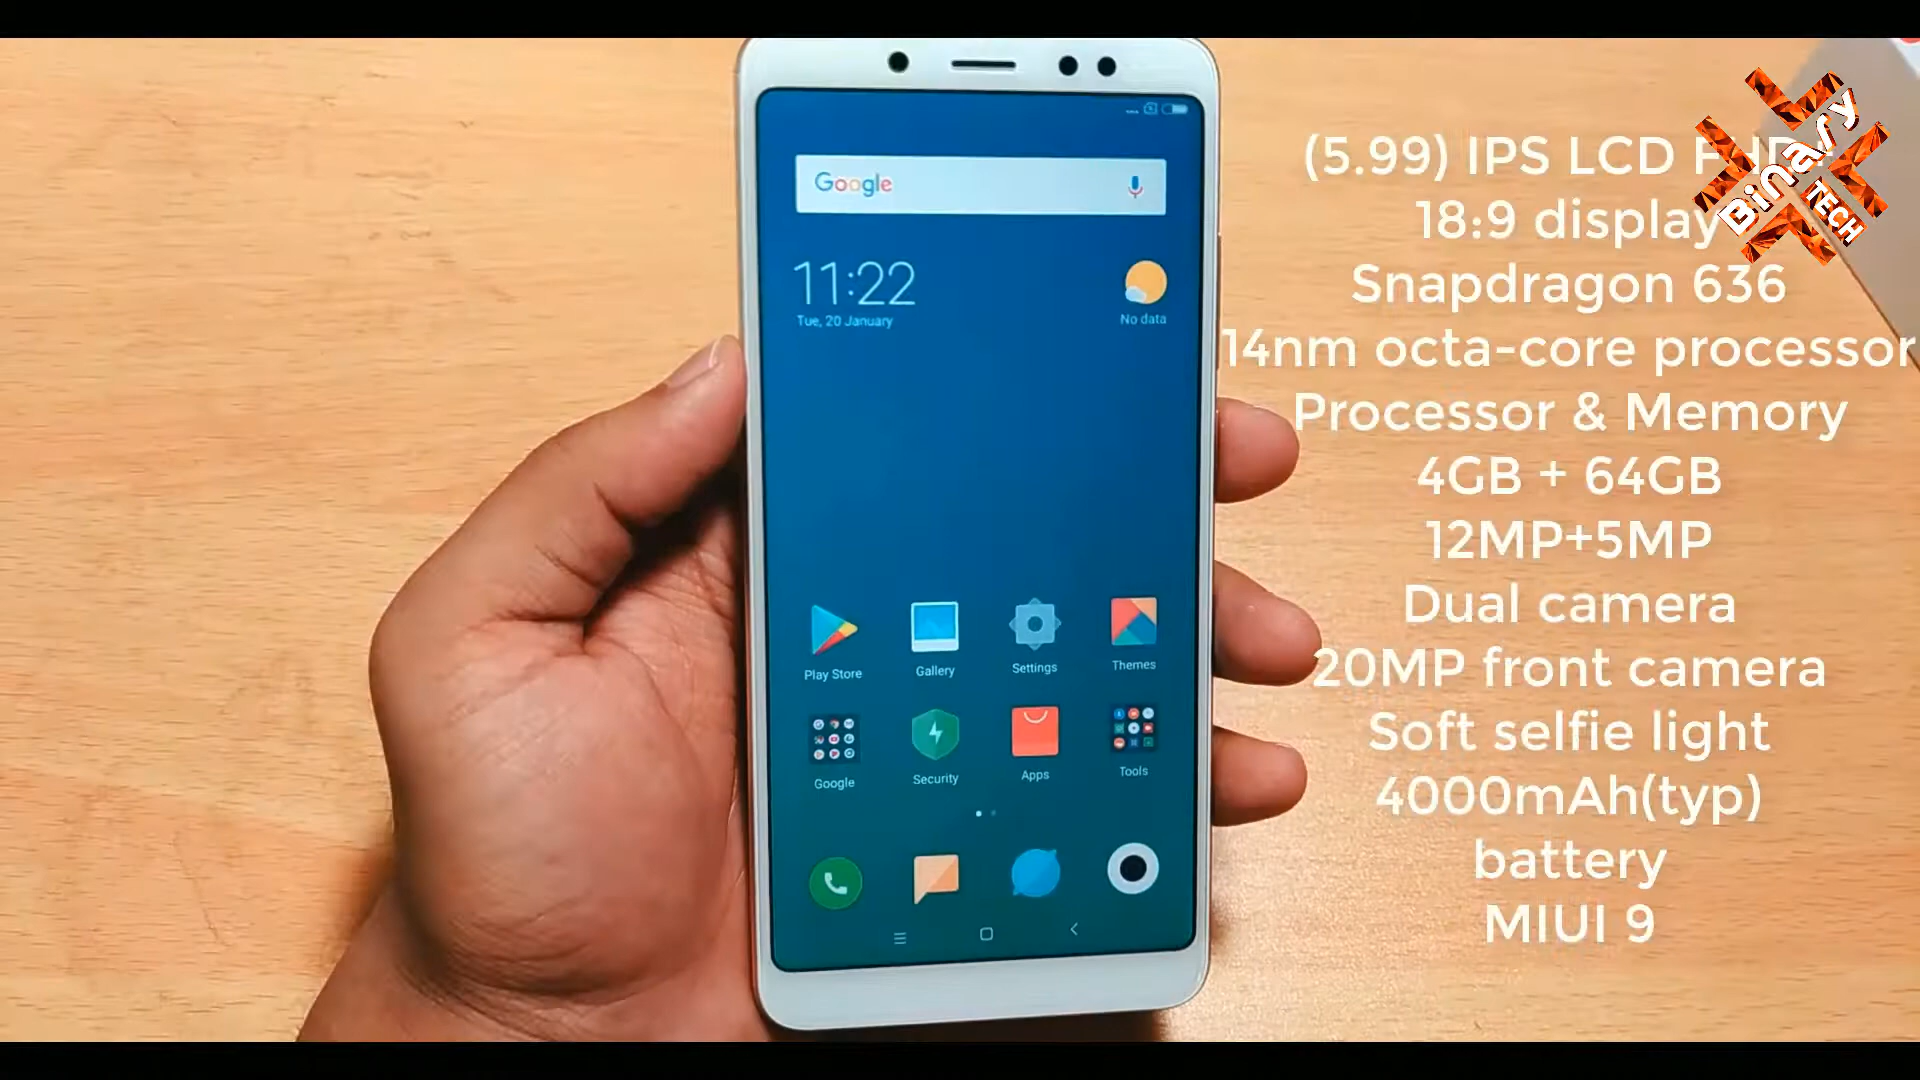 Google
11:22
Tue, 20 January
No data
Play Store
Gallery
Settings
Themes
Google
Security
Apps
Tools
Binary
TECH
(5.99) IPS LCD
18:9 display
Snapdragon 636
14nm octa-core processor
Processor & Memory
4GB + 64GB
12MP+5MP
Dual camera
20MP front camera
Soft selfie light
4000mAh(typ)
battery
MIUI 9